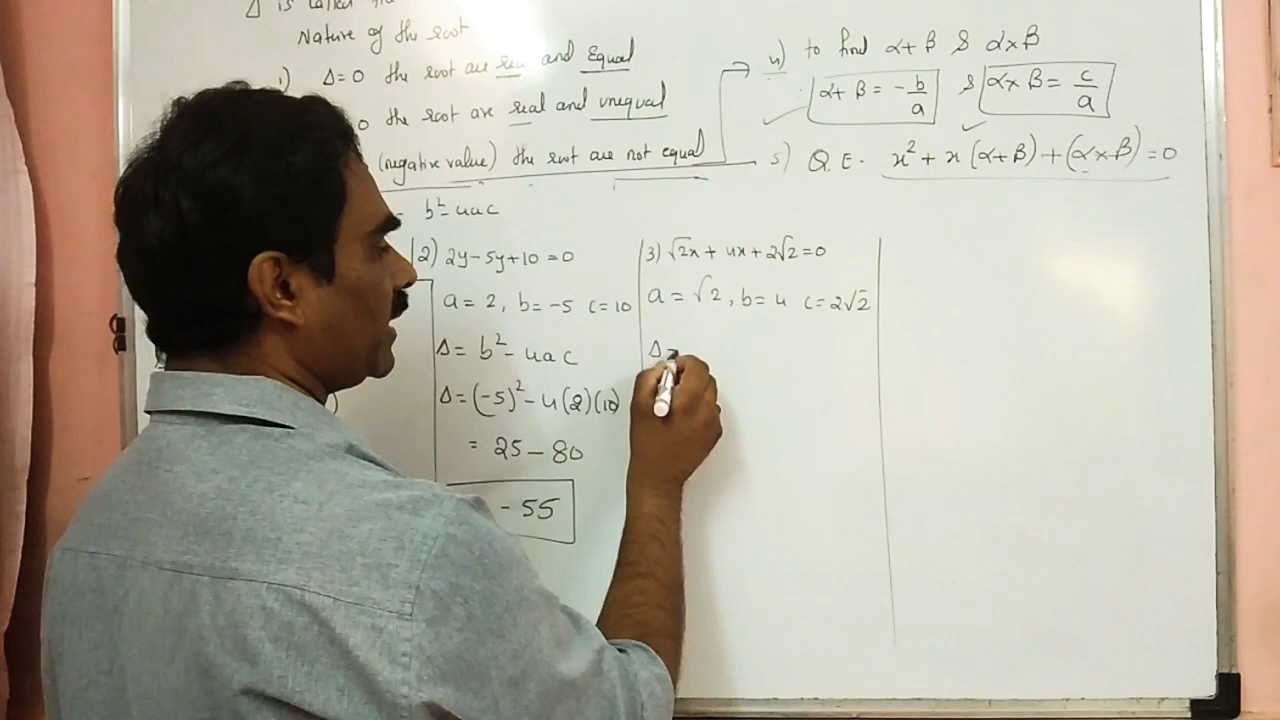 Δ is called the
Nature of the root
1) Δ=0 the root are real and Equal
0 the root are real and unequal
(negative value) the root are not equal
b²-4ac
4) to find α+β & α×β
α+β = -b/a & α×β = c/a
5) Q.E. x²+x(α+β)+(α×β)=0
2) 2y-5y+10=0
a=2, b=-5 c=10
Δ= b²-4ac
Δ=(-5)²-4(2)(10)
= 25-80
-55
3) √2x+4x+2√2=0
a=√2, b=4 c=2√2
Δ=